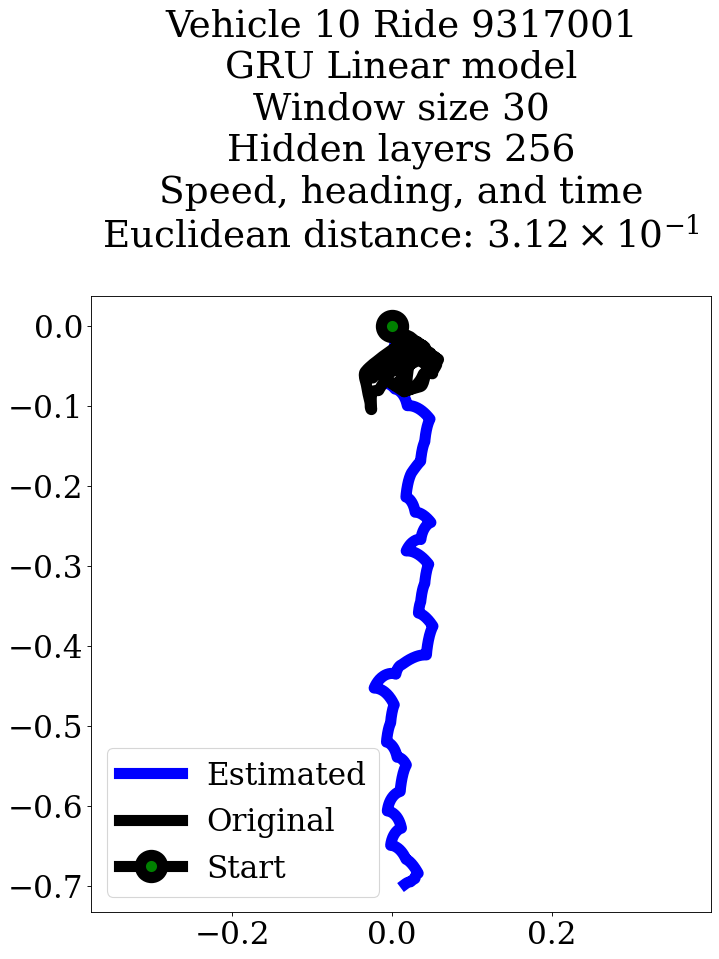 Vehicle 10 Ride 9317001
GRU Linear model
Window size 30
Hidden layers 256
Speed, heading, and time
Euclidean distance: 3.12 × 10⁻¹
0.0
−0.1
−0.2
−0.3
−0.4
−0.5
−0.6
−0.7
Estimated
Original
Start
−0.2 0.0 0.2